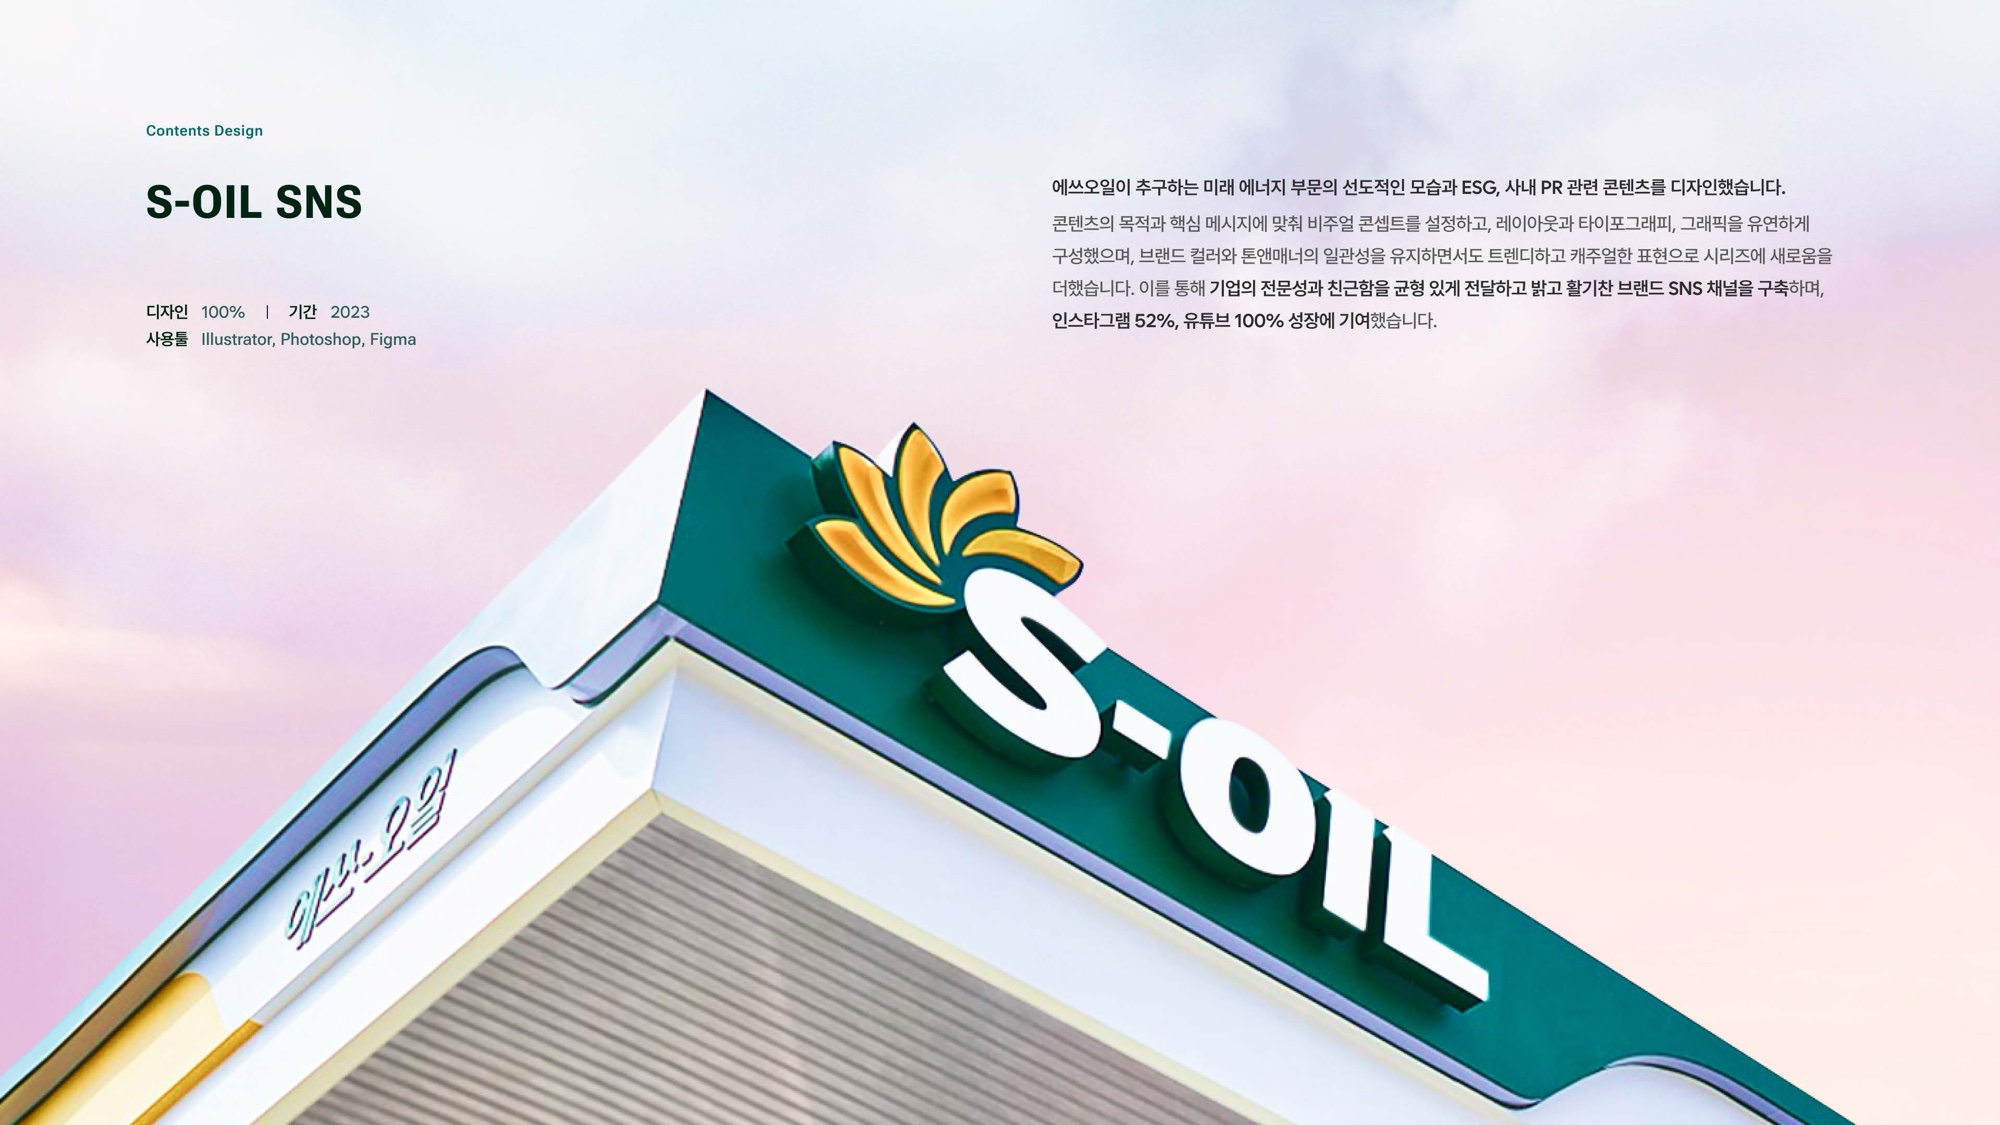 Contents Design
S-OIL SNS
디자인 100% | 기간 2023
사용툴 Illustrator, Photoshop, Figma
에쓰오일이 추구하는 미래 에너지 부문의 선도적인 모습과 ESG, 사내 PR 관련 콘텐츠를 디자인했습니다.
콘텐츠의 목적과 핵심 메시지에 맞춰 비주얼 콘셉트를 설정하고, 레이아웃과 타이포그래피, 그래픽을 유연하게
구성했으며, 브랜드 컬러와 톤앤매너의 일관성을 유지하면서도 트렌디하고 캐주얼한 표현으로 시리즈에 새로움을
더했습니다. 이를 통해 기업의 전문성과 친근함을 균형 있게 전달하고 밝고 활기찬 브랜드 SNS 채널을 구축하며,
인스타그램 52%, 유튜브 100% 성장에 기여했습니다.
S-OIL
에쓰-오일